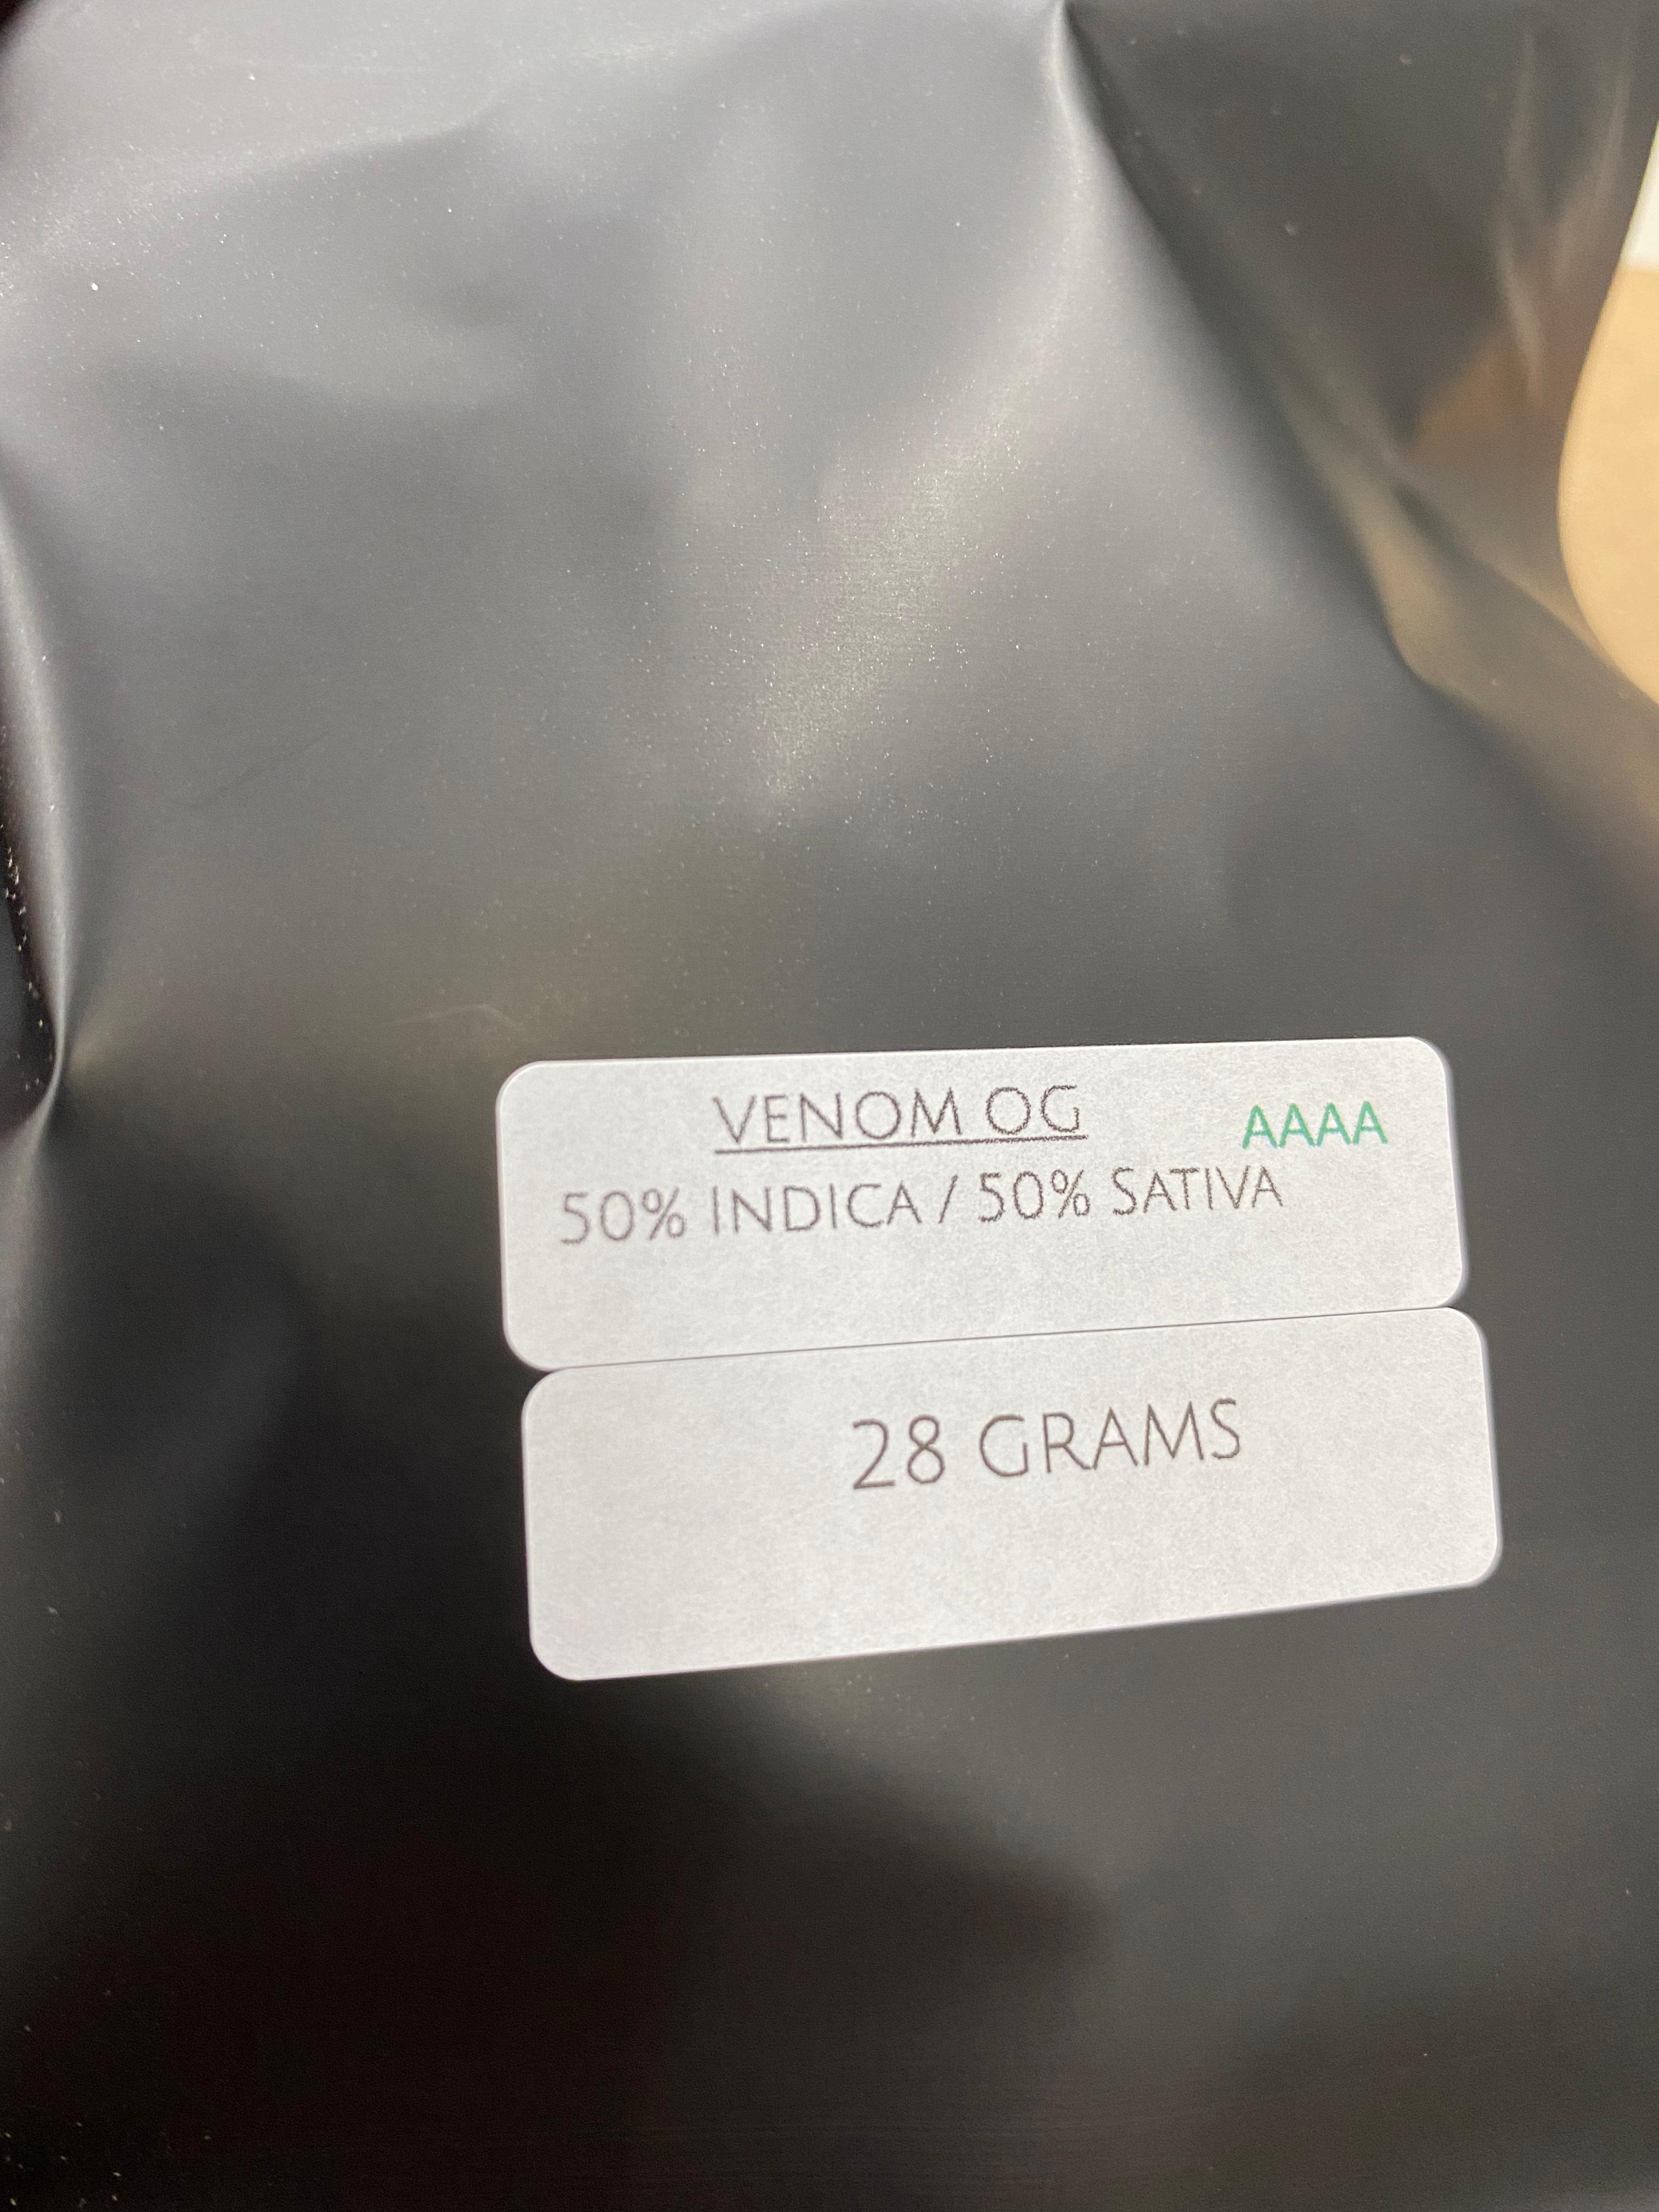 VENOM OG AAAA
50% INDICA / 50% SATIVA
28 GRAMS